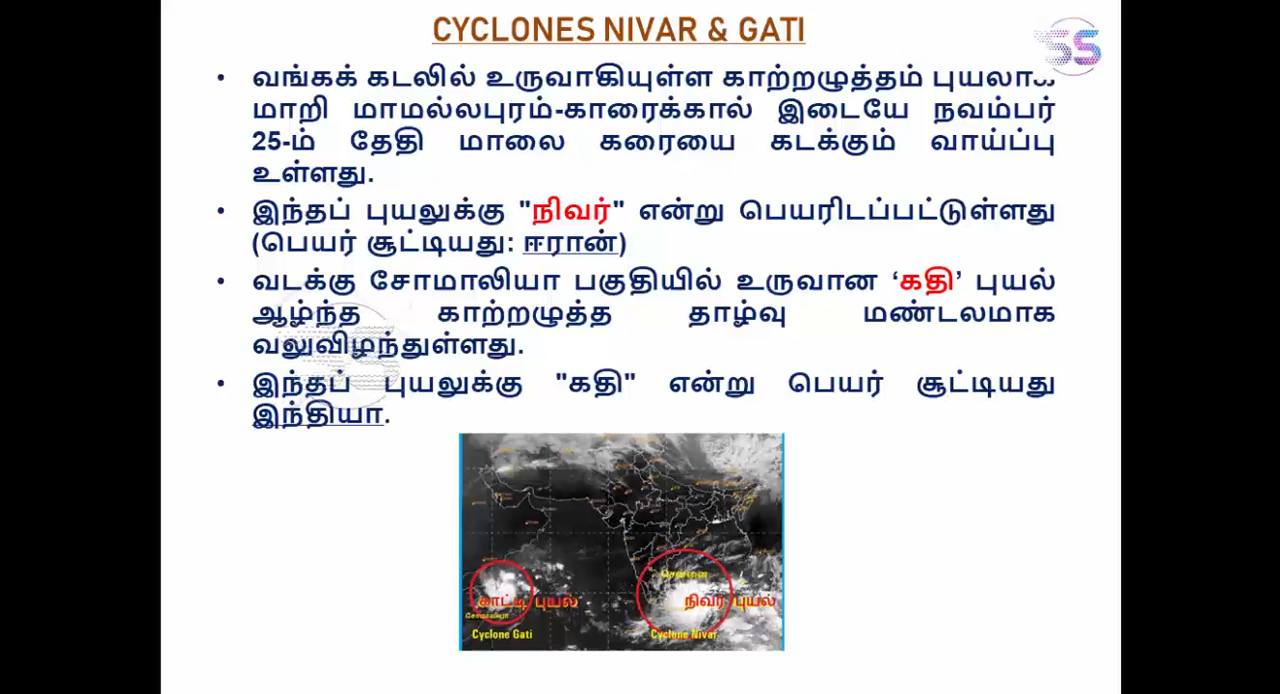 CYCLONES NIVAR & GATI
SS
• வங்கக் கடலில் உருவாகியுள்ள காற்றழுத்தம் புயலாக
மாறி மாமல்லபுரம்-காரைக்கால் இடையே நவம்பர்
25-ம் தேதி மாலை கரையை கடக்கும் வாய்ப்பு
உள்ளது.
• இந்தப் புயலுக்கு "நிவர்" என்று பெயரிடப்பட்டுள்ளது
(பெயர் சூட்டியது: ஈரான்)
• வடக்கு சோமாலியா பகுதியில் உருவான ‘கதி’ புயல்
ஆழ்ந்த காற்றழுத்த தாழ்வு மண்டலமாக
வலுவிழந்துள்ளது.
• இந்தப் புயலுக்கு "கதி" என்று பெயர் சூட்டியது
இந்தியா.
சென்னை
காட்டி புயல்
நிவர் புயல்
சோமாலியா
Cyclone Gati
Cyclone Nivar